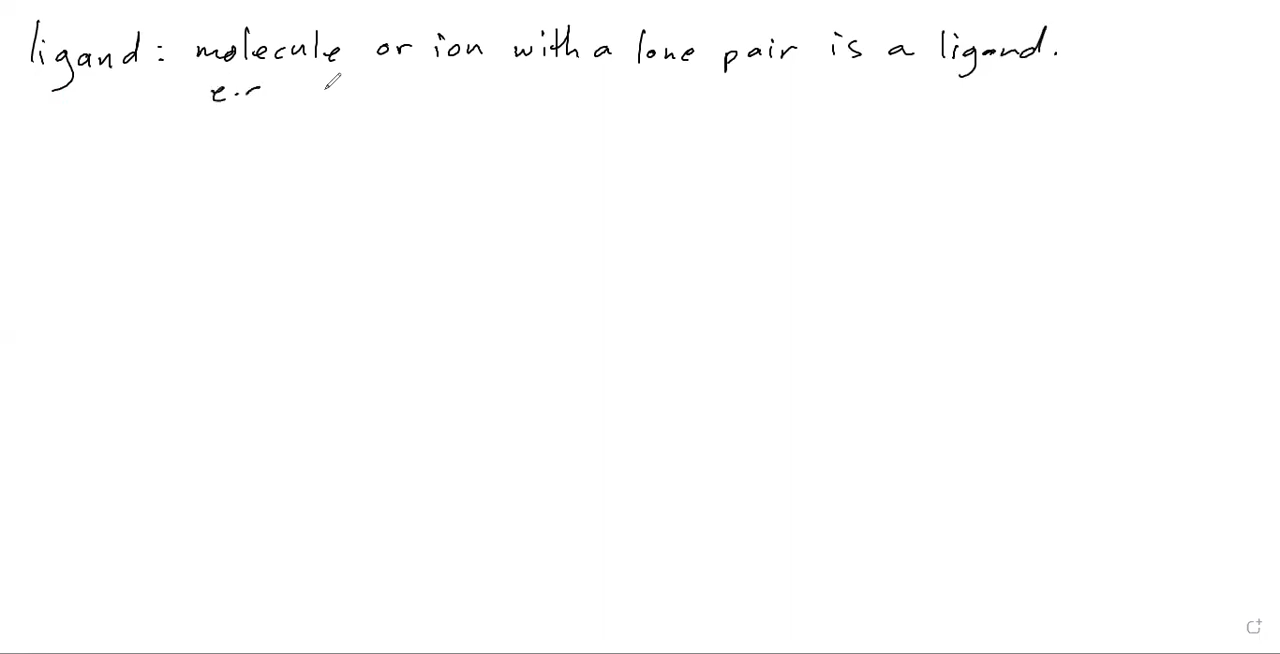 ligand: molecule or ion with a lone pair is a ligand.